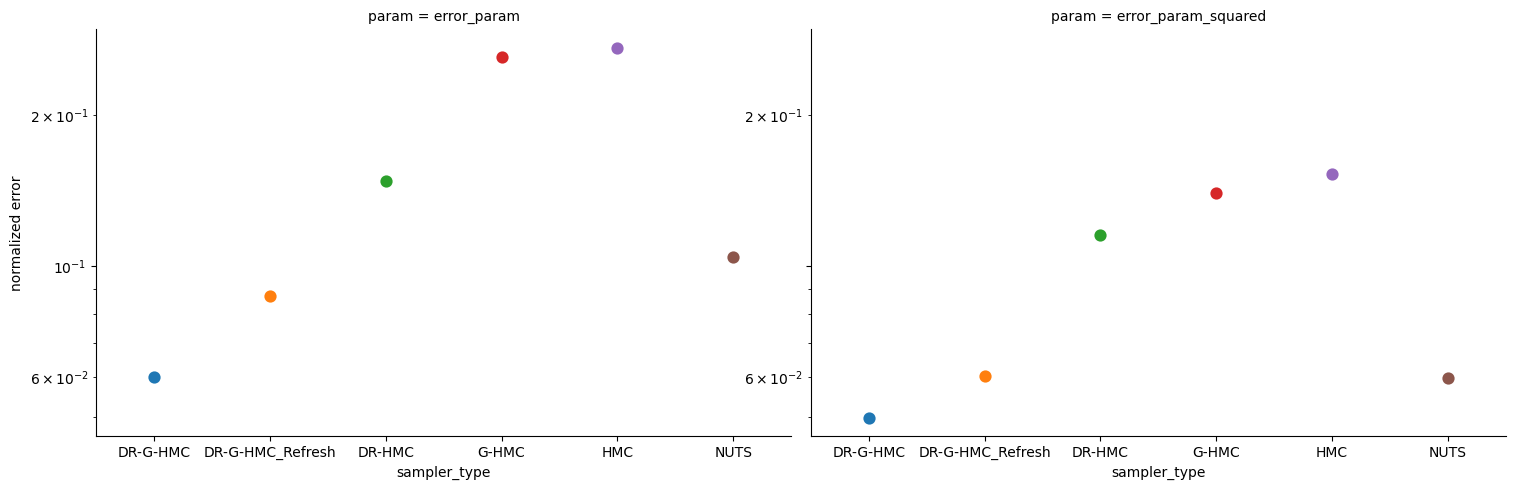 param = error_param
normalized error
2 × 10⁻¹
10⁻¹
6 × 10⁻²
DR-G-HMC DR-G-HMC_Refresh DR-HMC G-HMC HMC NUTS
sampler_type
param = error_param_squared
2 × 10⁻¹
6 × 10⁻²
DR-G-HMC DR-G-HMC_Refresh DR-HMC G-HMC HMC NUTS
sampler_type